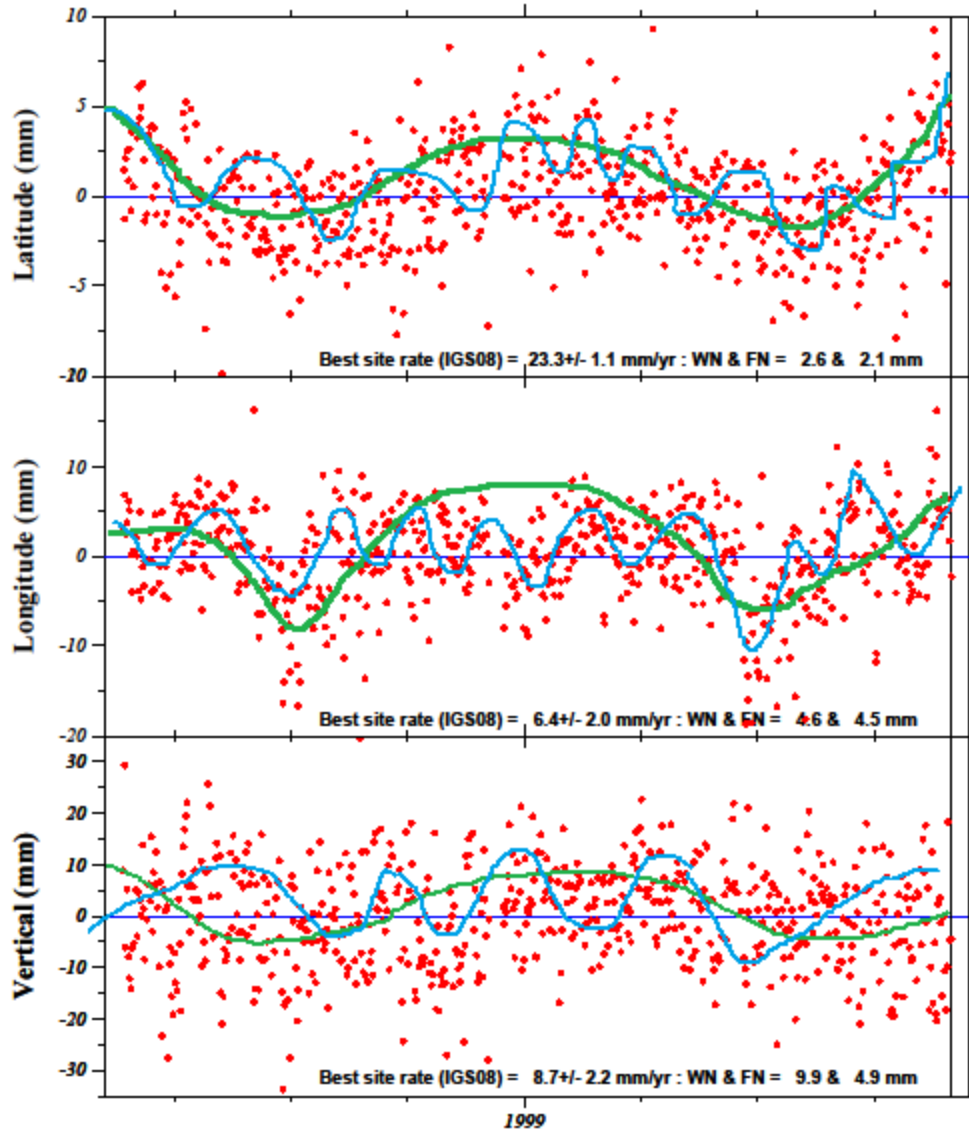 10
5
0
-5
-10
Latitude (mm)
Best site rate (IGS08) = 23.3+/- 1.1 mm/yr : WN & FN = 2.6 & 2.1 mm
10
0
-10
-20
Longitude (mm)
Best site rate (IGS08) = 6.4+/- 2.0 mm/yr : WN & FN = 4.6 & 4.5 mm
30
20
10
0
-10
-20
-30
Vertical (mm)
Best site rate (IGS08) = 8.7+/- 2.2 mm/yr : WN & FN = 9.9 & 4.9 mm
1999